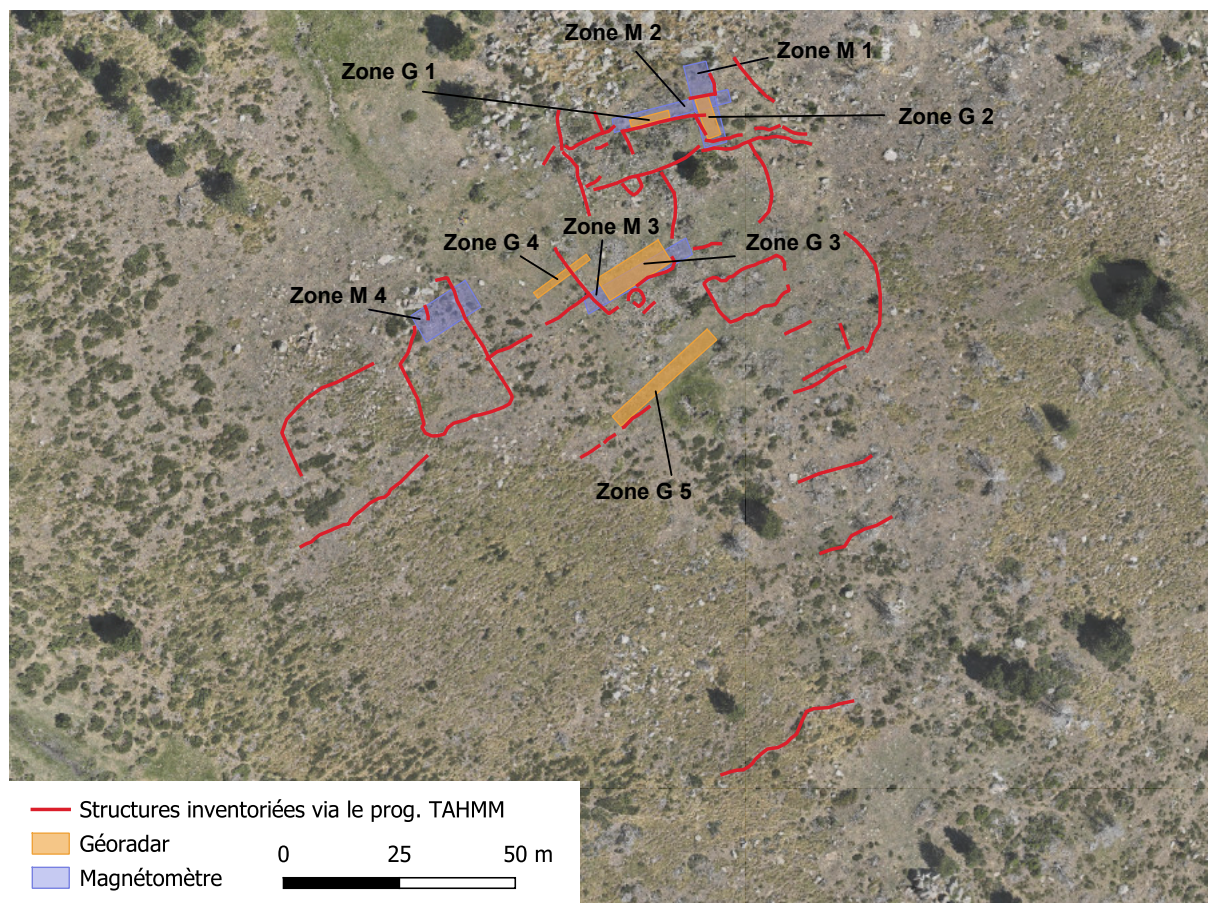 Zone M 2
Zone M 1
Zone G 1
Zone G 2
Zone M 3
Zone G 4
Zone G 3
Zone M 4
Zone G 5
Structures inventoriées via le prog. TAHMM
Géoradar
Magnétomètre
0 25 50 m